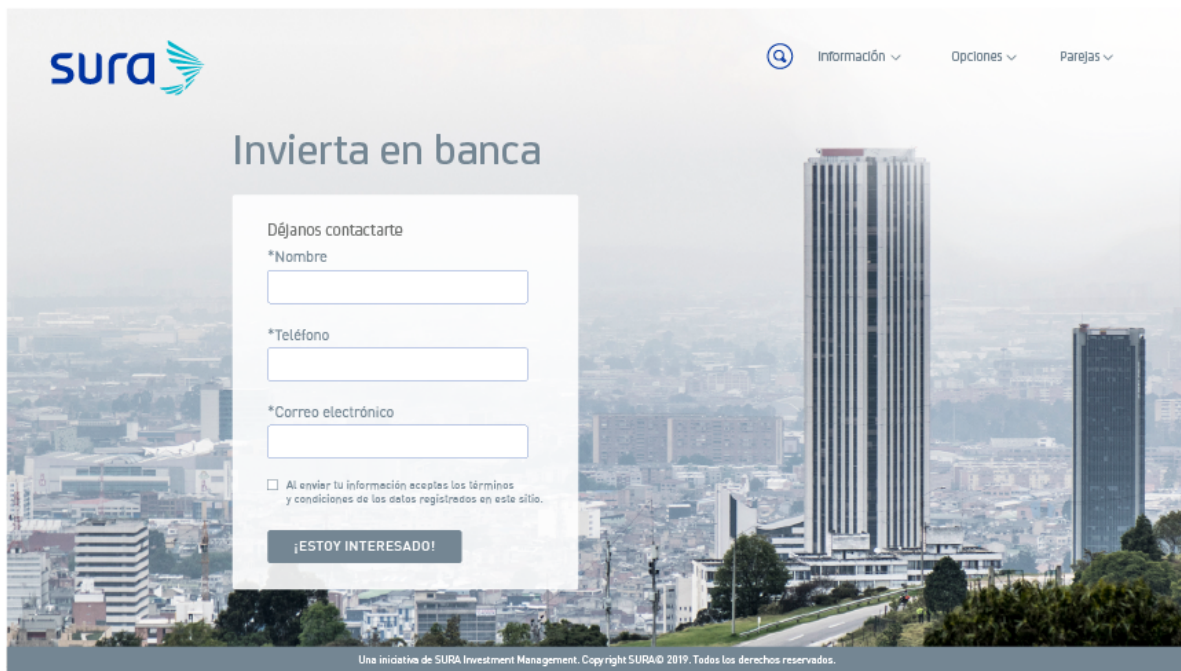 sura
Información
Opciones
Parejas
Invierta en banca
Déjanos contactarte
*Nombre
*Teléfono
*Correo electrónico
Al enviar tu información aceptas los términos
y condiciones de los datos registrados en este sitio.
¡ESTOY INTERESADO!
Una iniciativa de SURA Investment Management. Copyright SURA© 2019. Todos los derechos reservados.